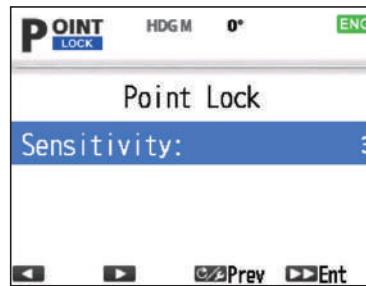 POINT LOCK HDG M 0° ENG
Point Lock
Sensitivity: 3
Prev Ent